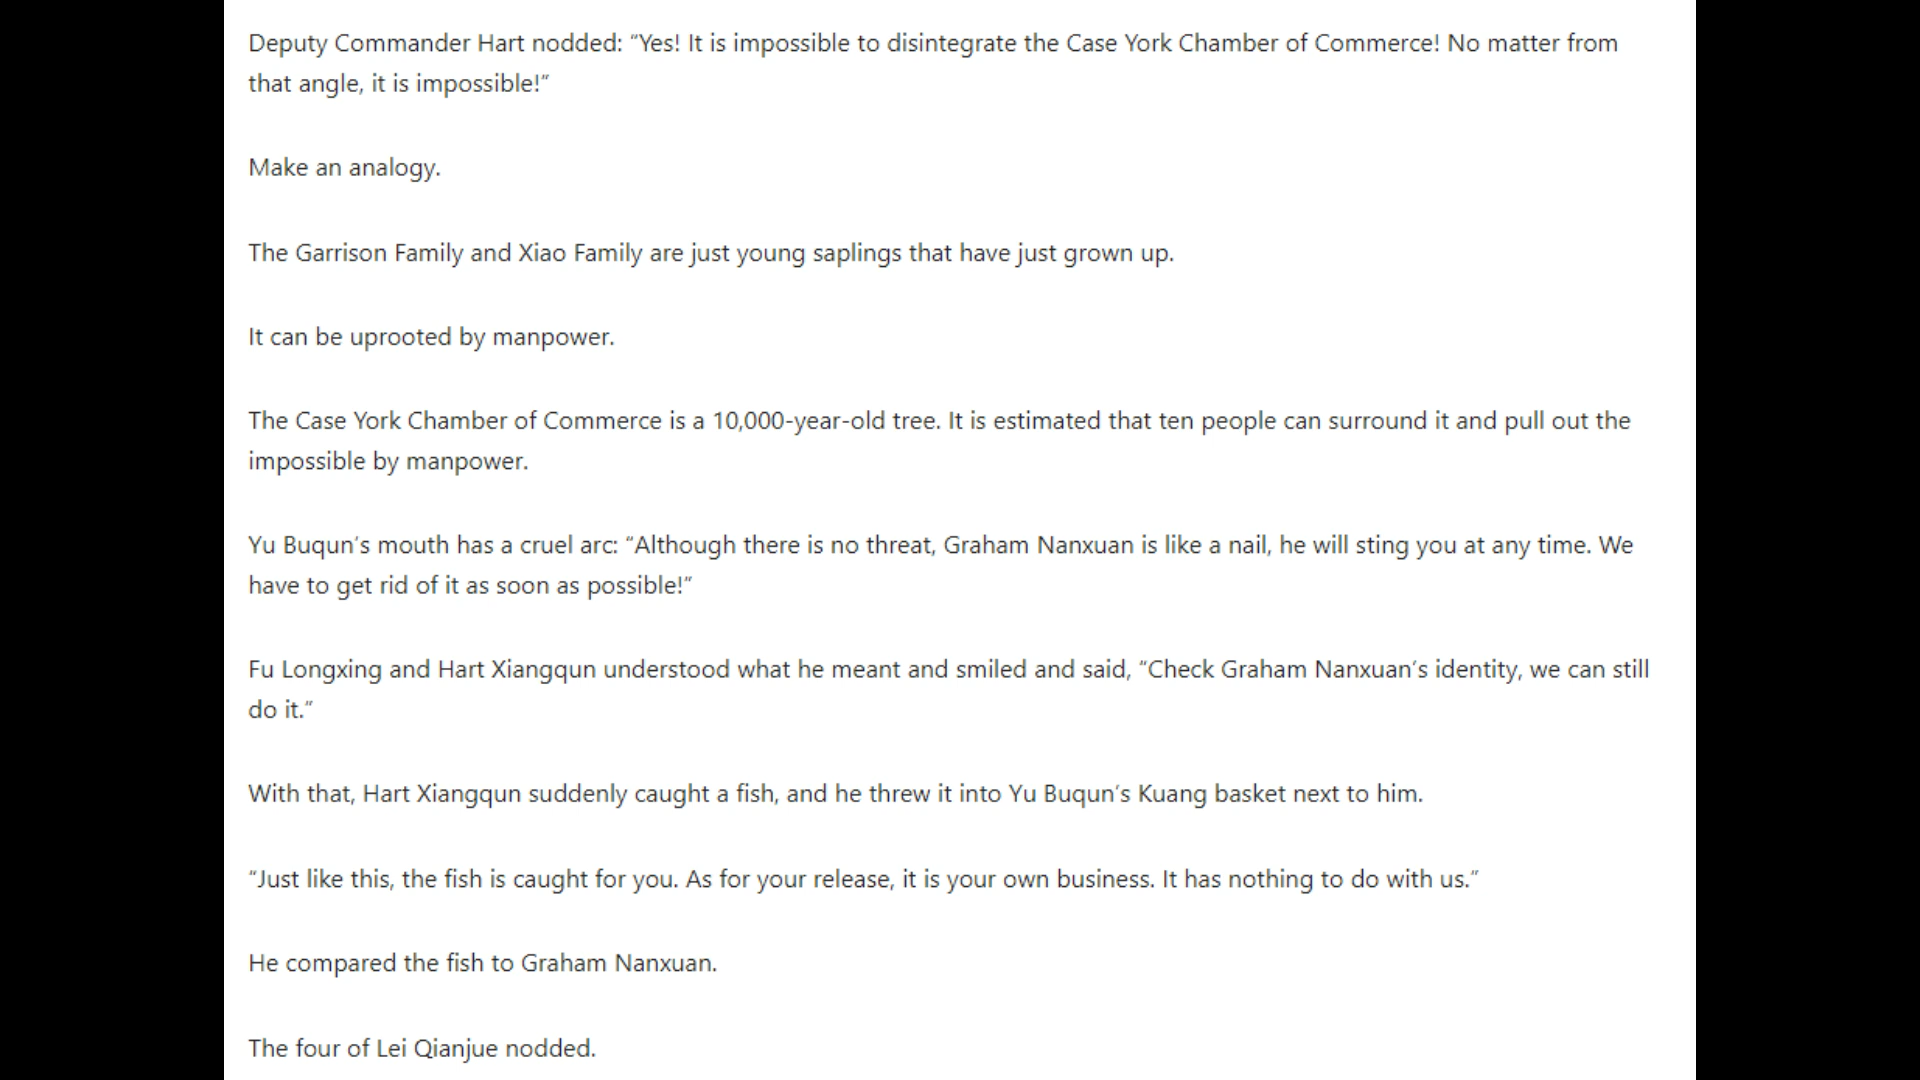 Deputy Commander Hart nodded: “Yes! It is impossible to disintegrate the Case York Chamber of Commerce! No matter from
that angle, it is impossible!”
Make an analogy.
The Garrison Family and Xiao Family are just young saplings that have just grown up.
It can be uprooted by manpower.
The Case York Chamber of Commerce is a 10,000-year-old tree. It is estimated that ten people can surround it and pull out the
impossible by manpower.
Yu Buqun’s mouth has a cruel arc: “Although there is no threat, Graham Nanxuan is like a nail, he will sting you at any time. We
have to get rid of it as soon as possible!”
Fu Longxing and Hart Xiangqun understood what he meant and smiled and said, “Check Graham Nanxuan’s identity, we can still
do it.”
With that, Hart Xiangqun suddenly caught a fish, and he threw it into Yu Buqun’s Kuang basket next to him.
“Just like this, the fish is caught for you. As for your release, it is your own business. It has nothing to do with us.”
He compared the fish to Graham Nanxuan.
The four of Lei Qianjue nodded.